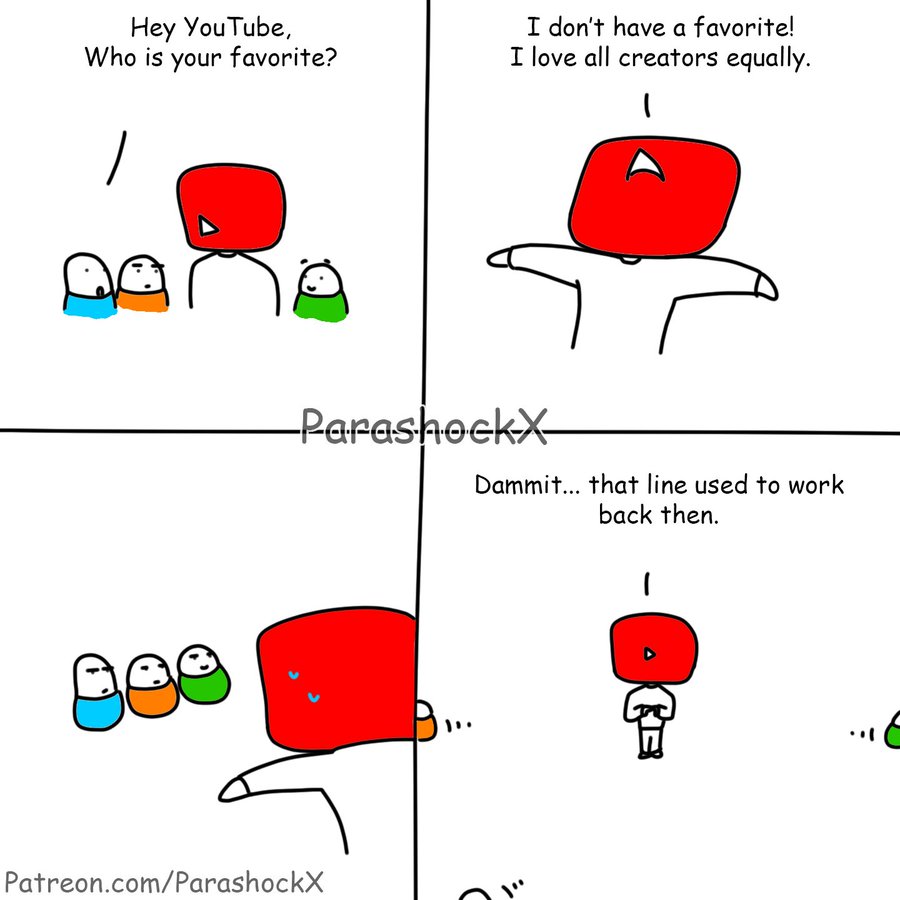 Hey YouTube,
Who is your favorite?
I don't have a favorite!
I love all creators equally.
ParashockX
Dammit... that line used to work
back then.
Patreon.com/ParashockX